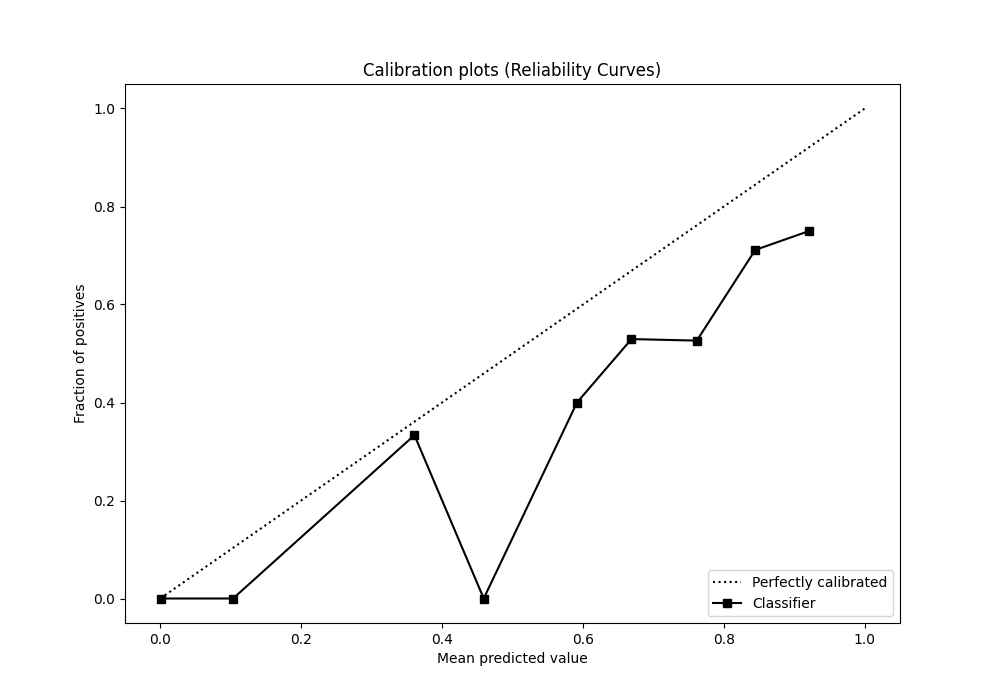 Calibration plots (Reliability Curves)
1.0
0.8
0.6
0.4
0.2
0.0
Fraction of positives
0.0 0.2 0.4 0.6 0.8 1.0
Mean predicted value
Perfectly calibrated
Classifier